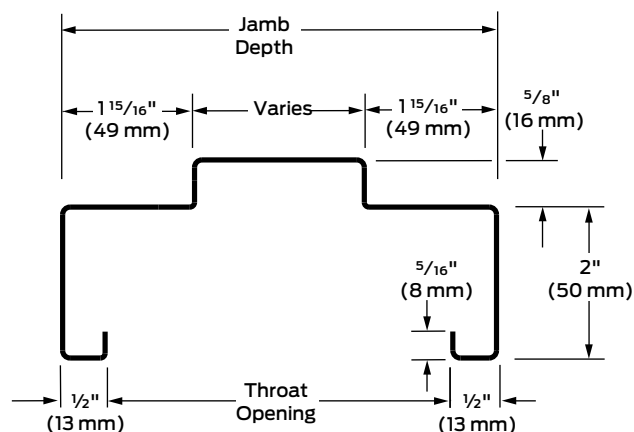 Jamb
Depth
1 15/16"
(49 mm)
Varies
1 15/16"
(49 mm)
5/8"
(16 mm)
5/16"
(8 mm)
2"
(50 mm)
½"
(13 mm)
Throat
Opening
½"
(13 mm)